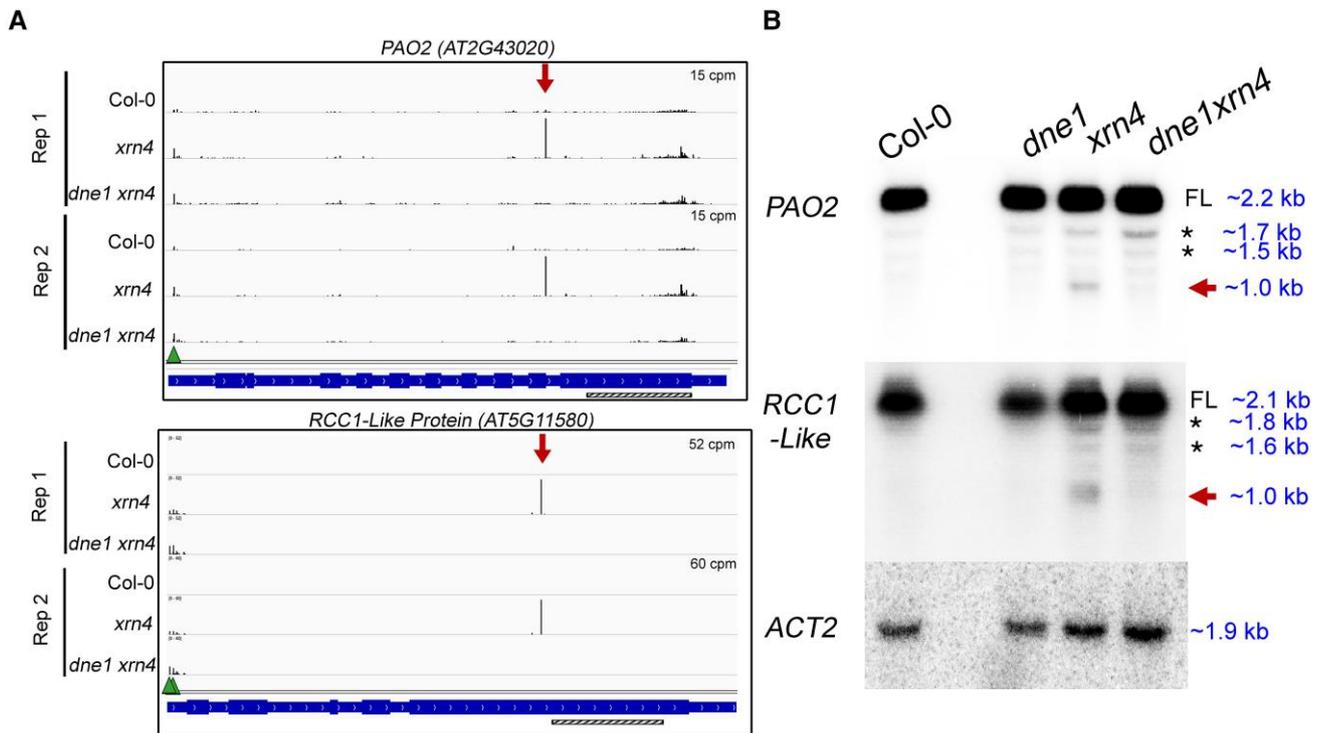 A
PAO2 (AT2G43020)
15 cpm
Rep 1
Col-0
xrn4
dne1 xrn4
15 cpm
Rep 2
Col-0
xrn4
dne1 xrn4
RCC1-Like Protein (AT5G11580)
52 cpm
Rep 1
Col-0
xrn4
dne1 xrn4
60 cpm
Rep 2
Col-0
xrn4
dne1 xrn4
B
Col-0 dne1 xrn4 dne1xrn4
PAO2
FL ~2.2 kb
* ~1.7 kb
* ~1.5 kb
~1.0 kb
RCC1
-Like
FL ~2.1 kb
* ~1.8 kb
* ~1.6 kb
~1.0 kb
ACT2
~1.9 kb